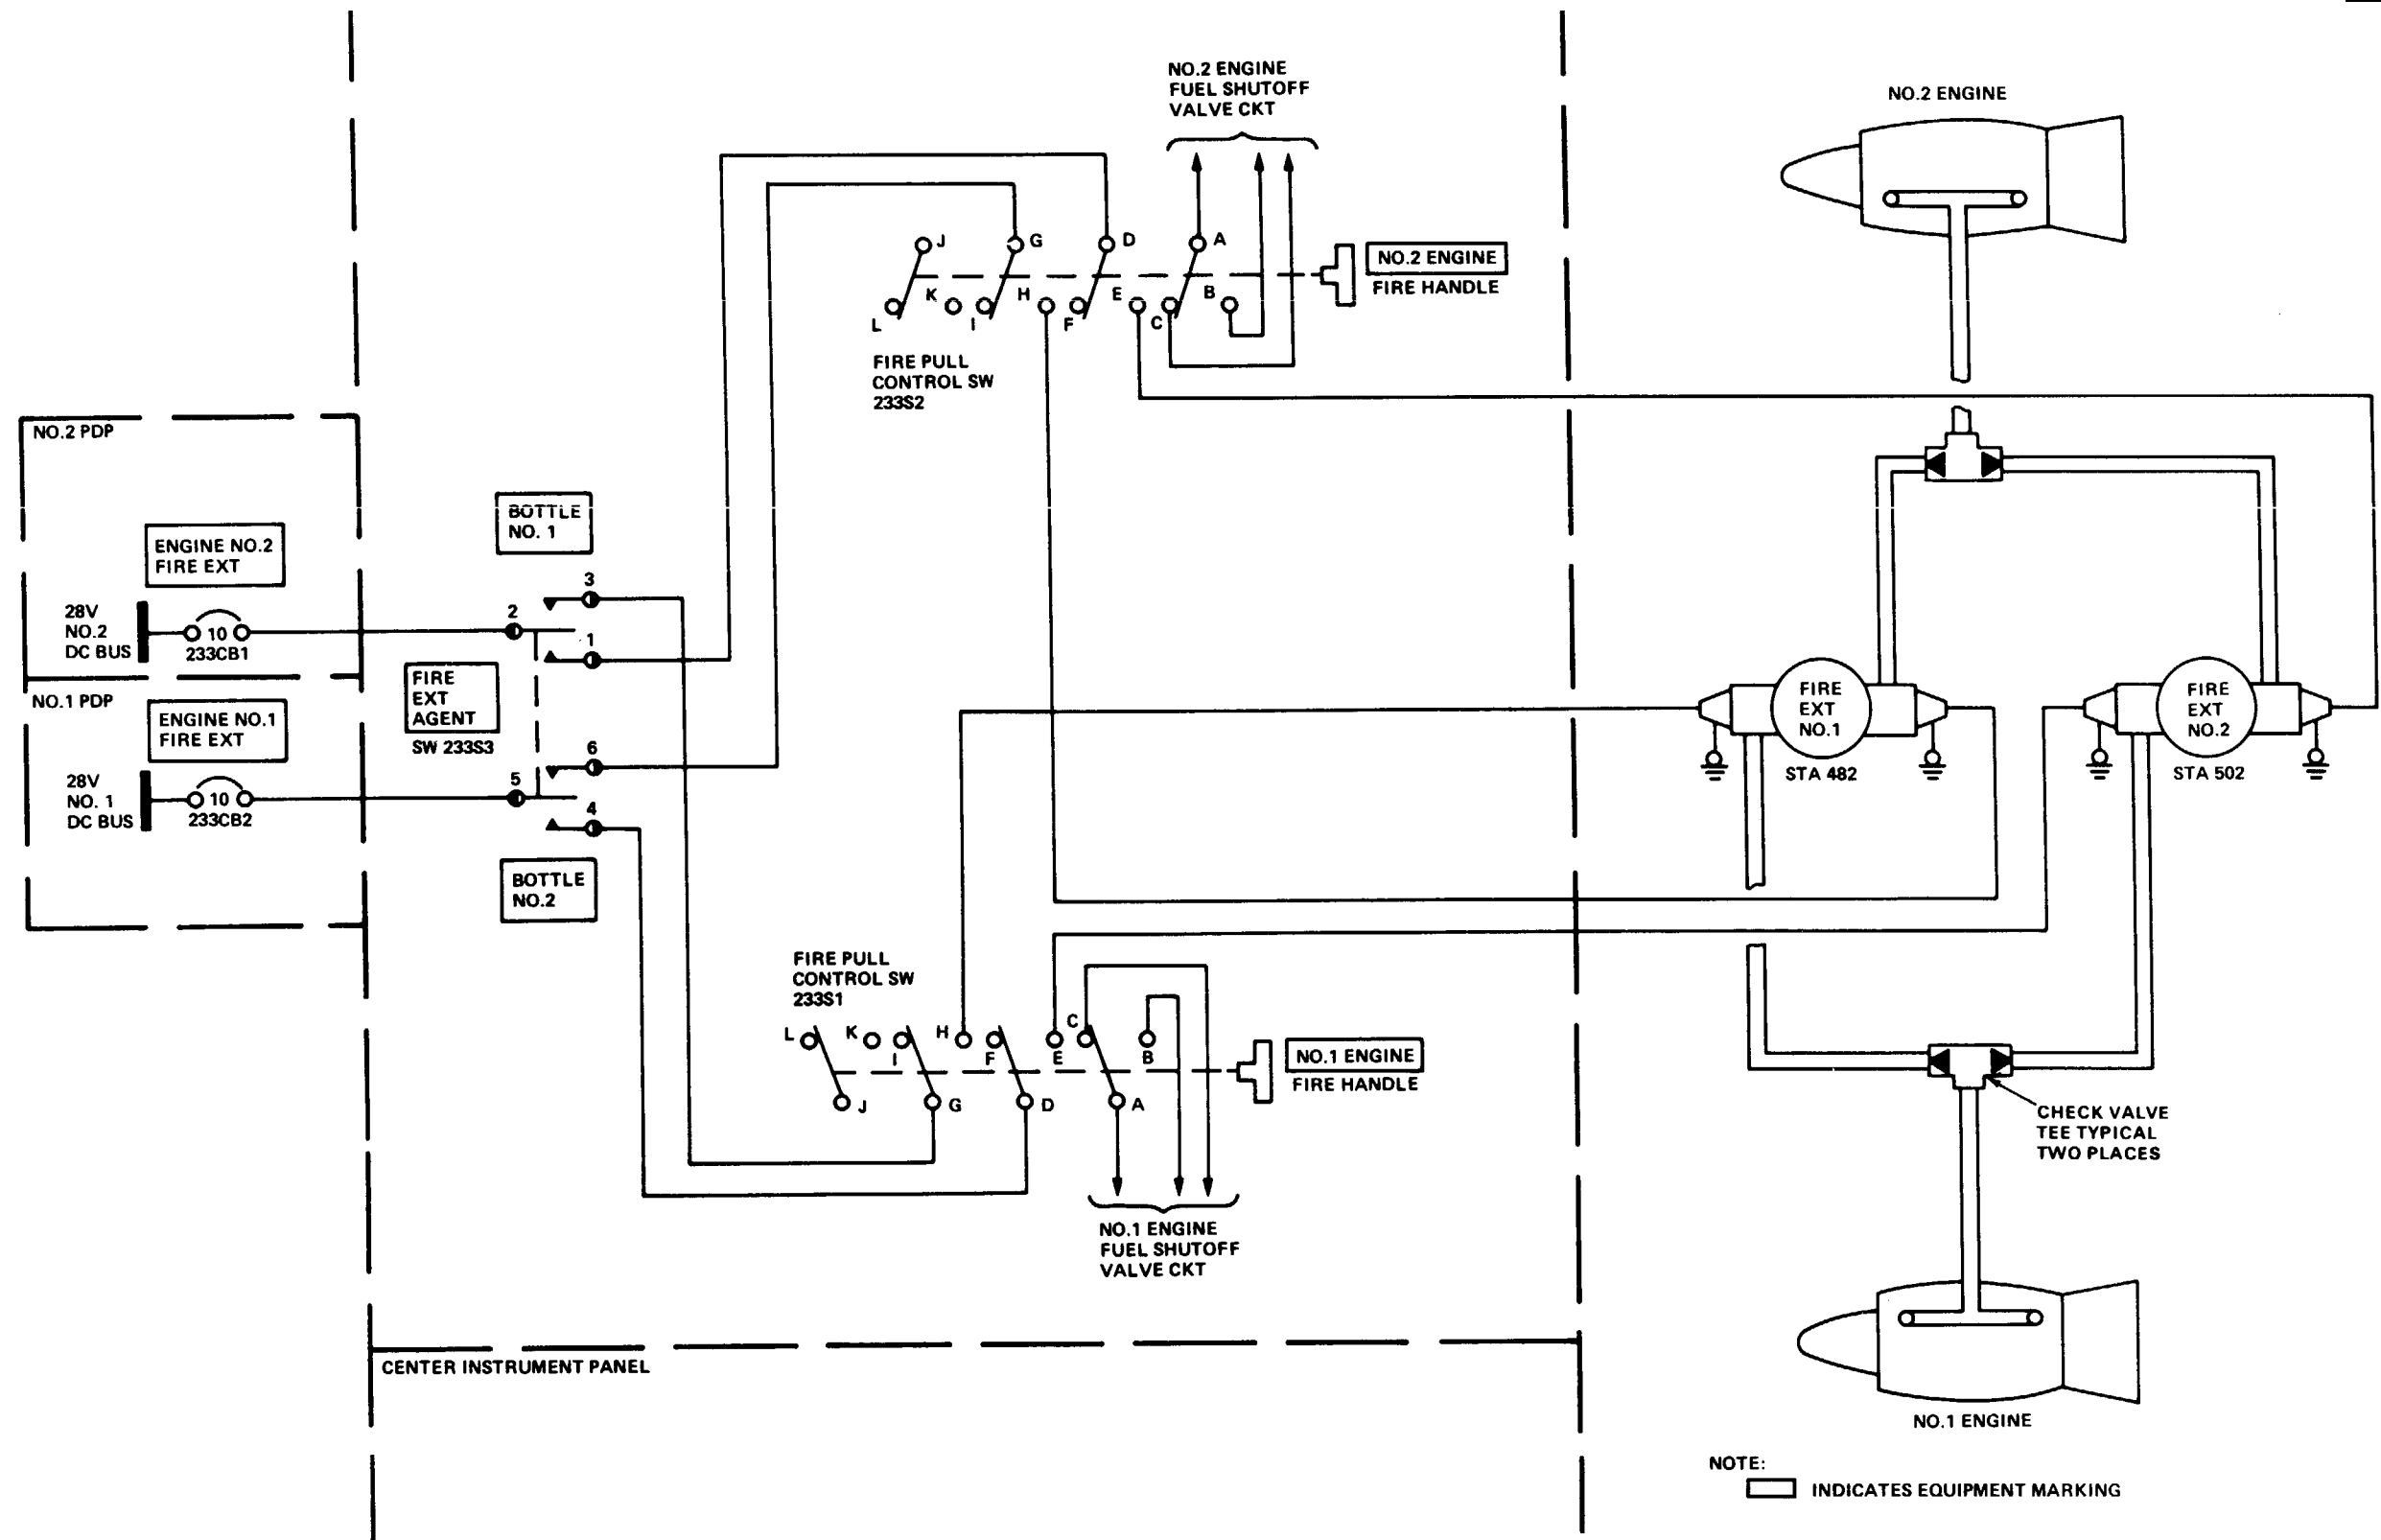 NO.2 ENGINE
FUEL SHUTOFF
VALVE CKT
NO.2 ENGINE
J
G
D
A
K
H
E
B
L
I
F
C
NO.2 ENGINE
FIRE HANDLE
FIRE PULL
CONTROL SW
233S2
NO.2 PDP
ENGINE NO.2
FIRE EXT
28V
NO.2
DC BUS
10
233CB1
BOTTLE
NO. 1
3
2
1
FIRE
EXT
AGENT
SW 233S3
NO.1 PDP
ENGINE NO.1
FIRE EXT
28V
NO. 1
DC BUS
10
233CB2
6
5
4
BOTTLE
NO.2
FIRE
EXT
NO.1
STA 482
FIRE
EXT
NO.2
STA 502
FIRE PULL
CONTROL SW
233S1
L
K
I
H
F
E
C
B
J
G
D
A
NO.1 ENGINE
FIRE HANDLE
CHECK VALVE
TEE TYPICAL
TWO PLACES
NO.1 ENGINE
FUEL SHUTOFF
VALVE CKT
CENTER INSTRUMENT PANEL
NO.1 ENGINE
NOTE:
INDICATES EQUIPMENT MARKING